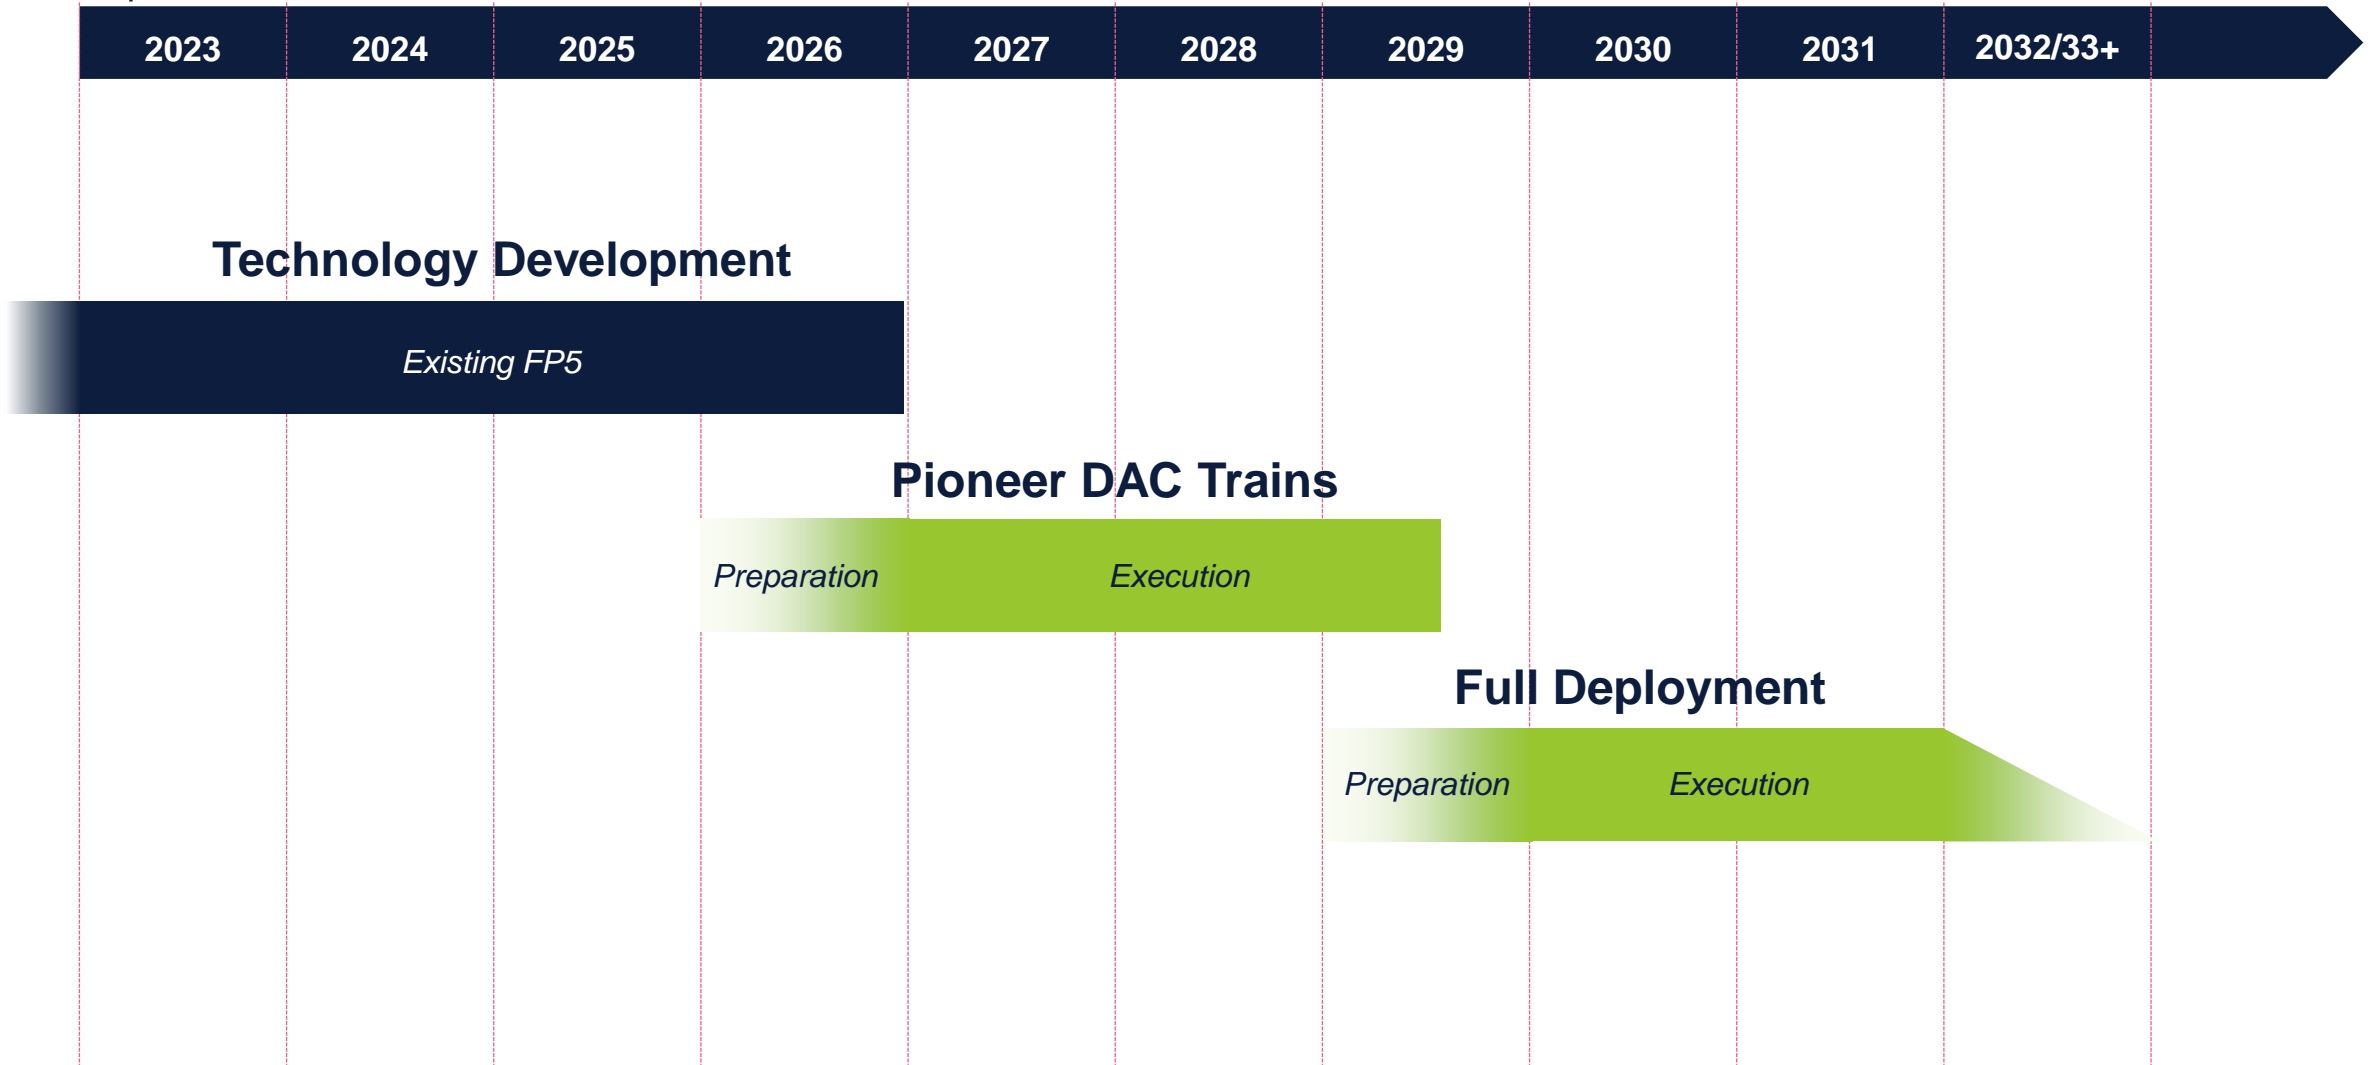 2023 2024 2025 2026 2027 2028 2029 2030 2031 2032/33+
Technology Development
Existing FP5
Pioneer DAC Trains
Preparation Execution
Full Deployment
Preparation Execution